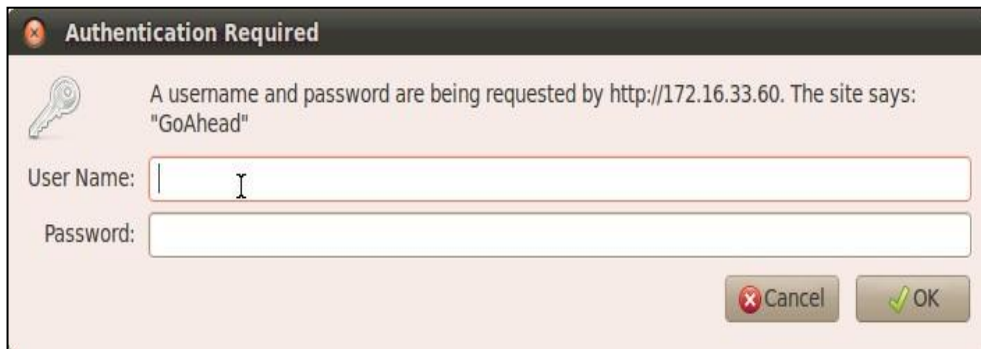 Authentication Required
A username and password are being requested by http://172.16.33.60. The site says:
"GoAhead"
User Name:
Password:
Cancel
OK